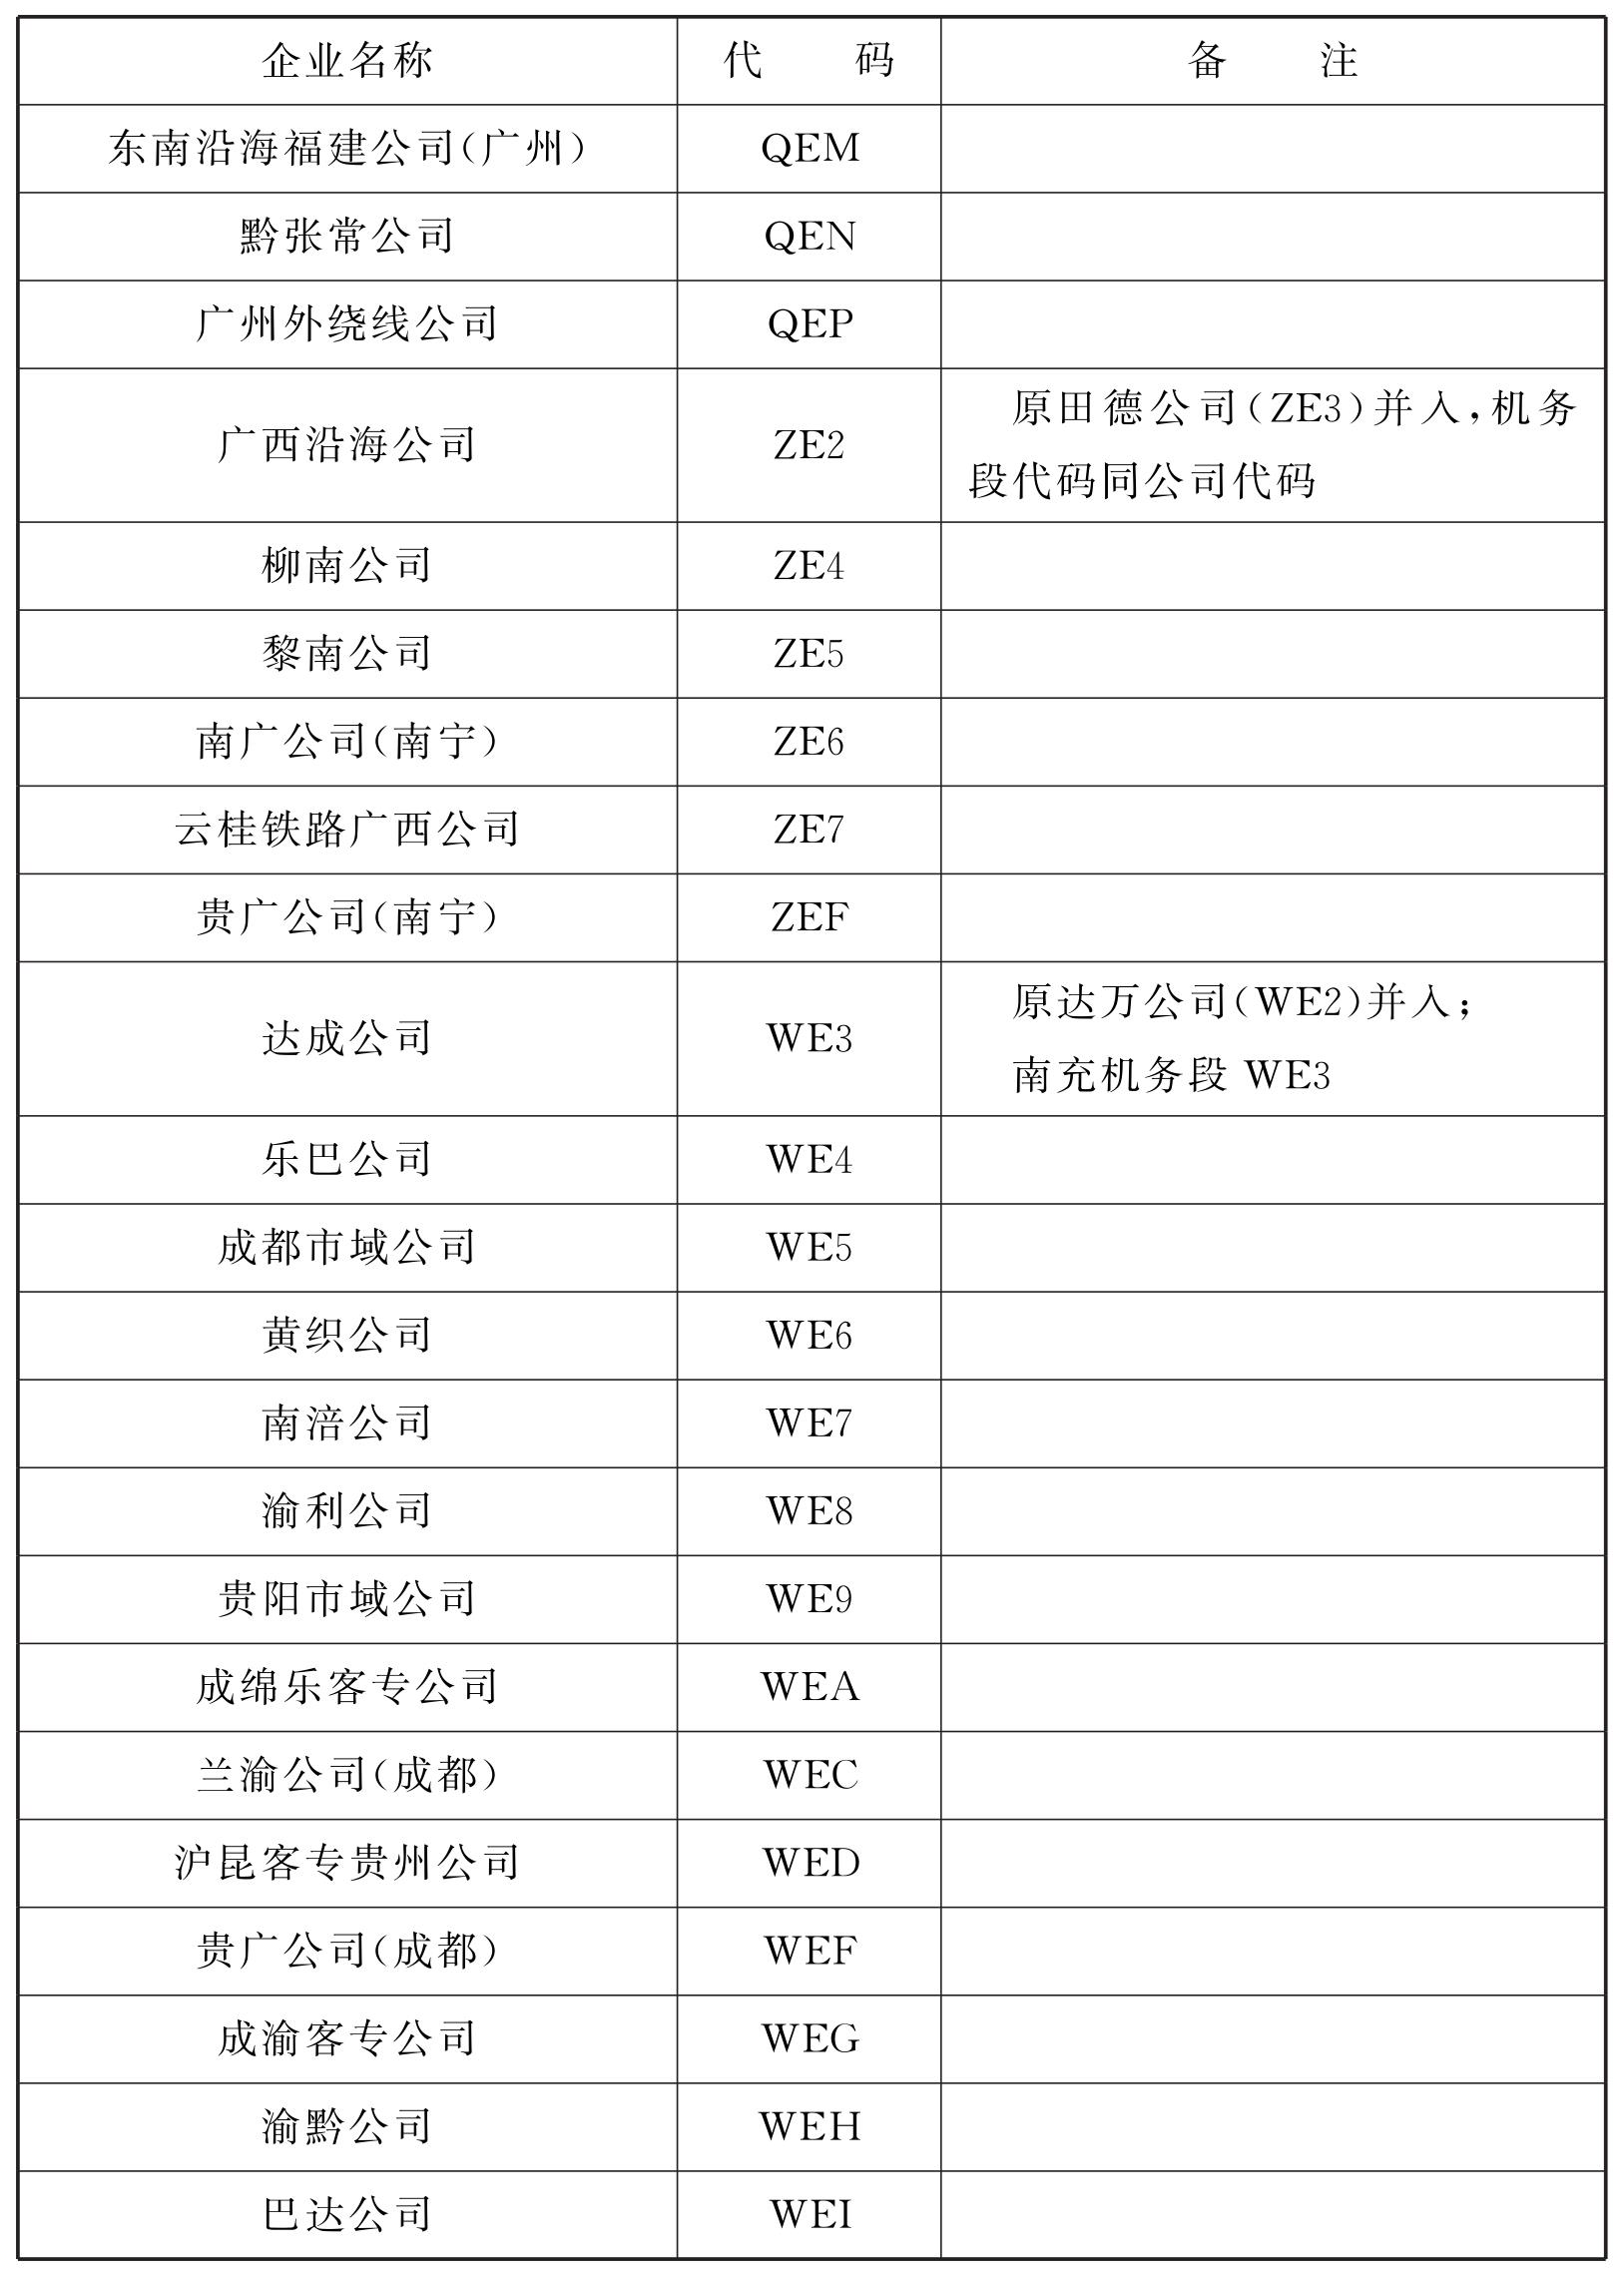 企业名称 代 码 备 注
东南沿海福建公司(广州) QEM
黔张常公司 QEN
广州外绕线公司 QEP
广西沿海公司 ZE2 原田德公司(ZE3)并入,机务
段代码同公司代码
柳南公司 ZE4
黎南公司 ZE5
南广公司(南宁) ZE6
云桂铁路广西公司 ZE7
贵广公司(南宁) ZEF
达成公司 WE3 原达万公司(WE2)并入;
南充机务段 WE3
乐巴公司 WE4
成都市域公司 WE5
黄织公司 WE6
南涪公司 WE7
渝利公司 WE8
贵阳市域公司 WE9
成绵乐客专公司 WEA
兰渝公司(成都) WEC
沪昆客专贵州公司 WED
贵广公司(成都) WEF
成渝客专公司 WEG
渝黔公司 WEH
巴达公司 WEI